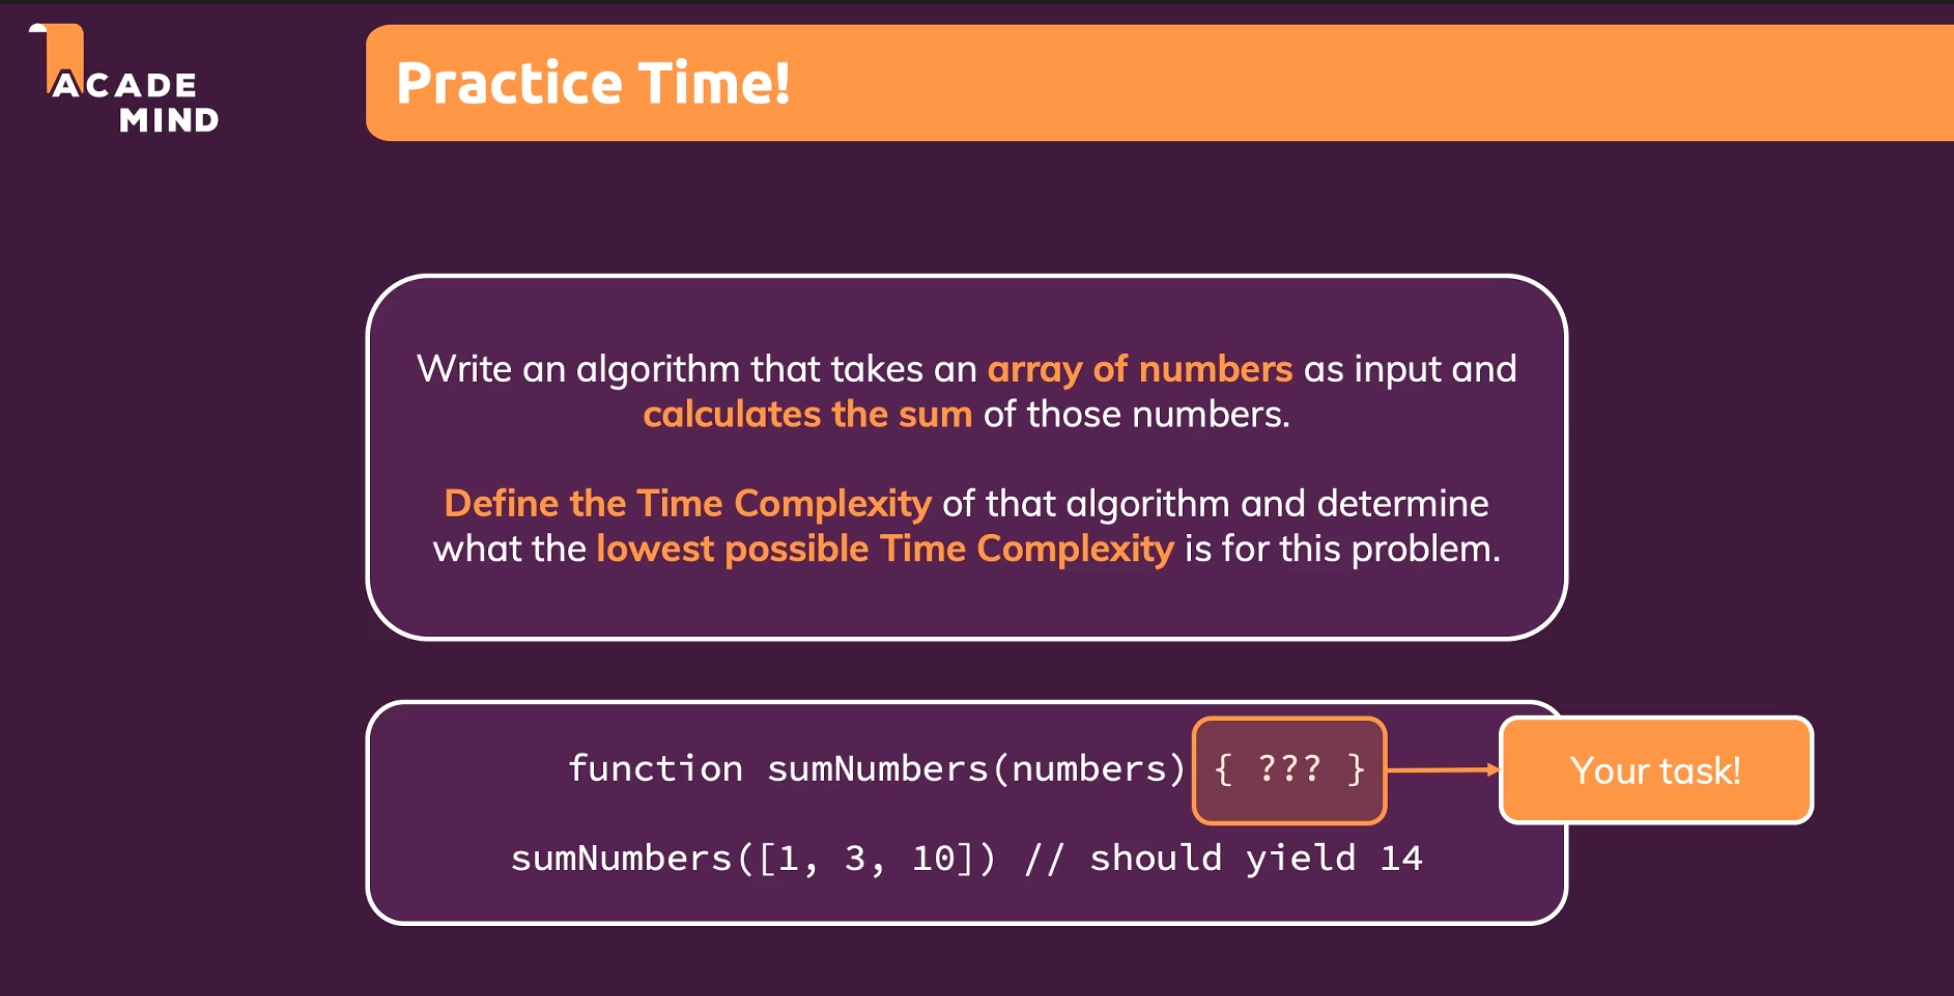 ACADE
MIND
Practice Time!
Write an algorithm that takes an array of numbers as input and
calculates the sum of those numbers.
Define the Time Complexity of that algorithm and determine
what the lowest possible Time Complexity is for this problem.
function sumNumbers(numbers) { ??? }
Your task!
sumNumbers([1, 3, 10]) // should yield 14